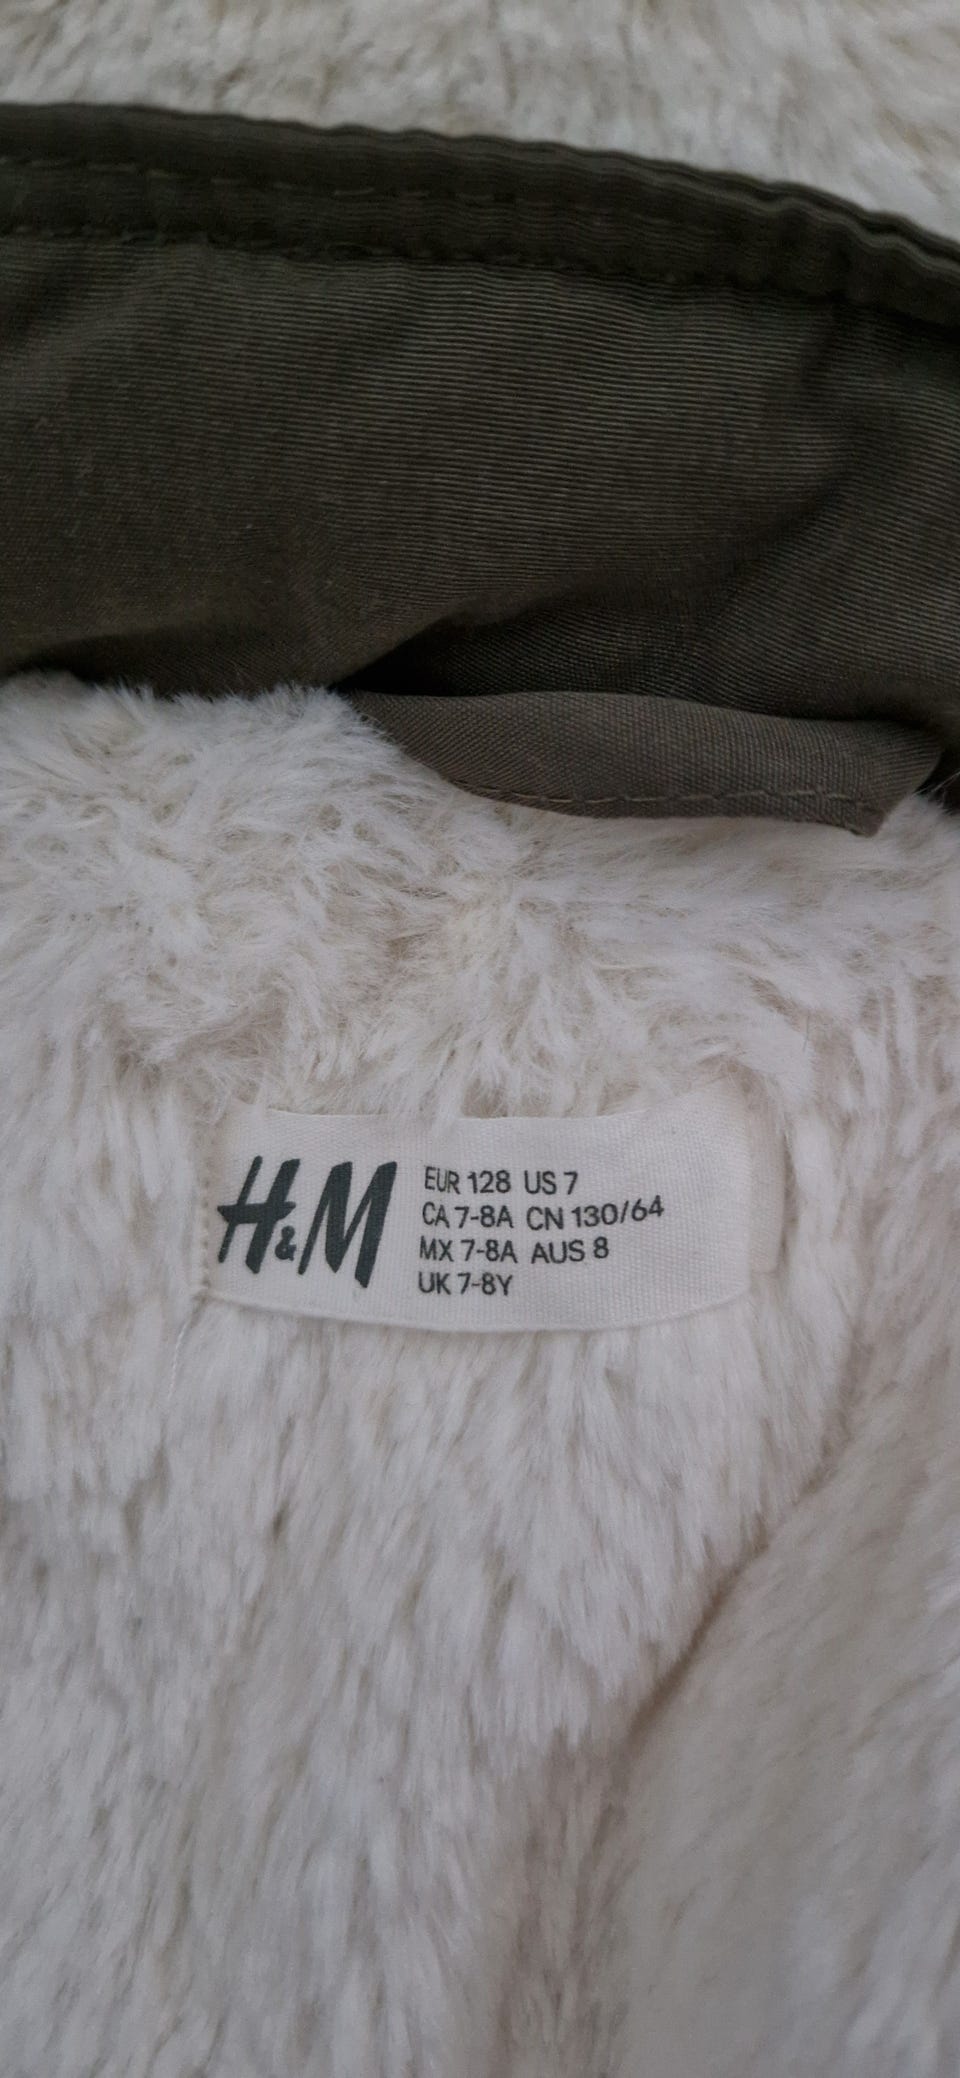 H&M
EUR 128 US 7
CA 7-8A CN 130/64
MX 7-8A AUS 8
UK 7-8Y